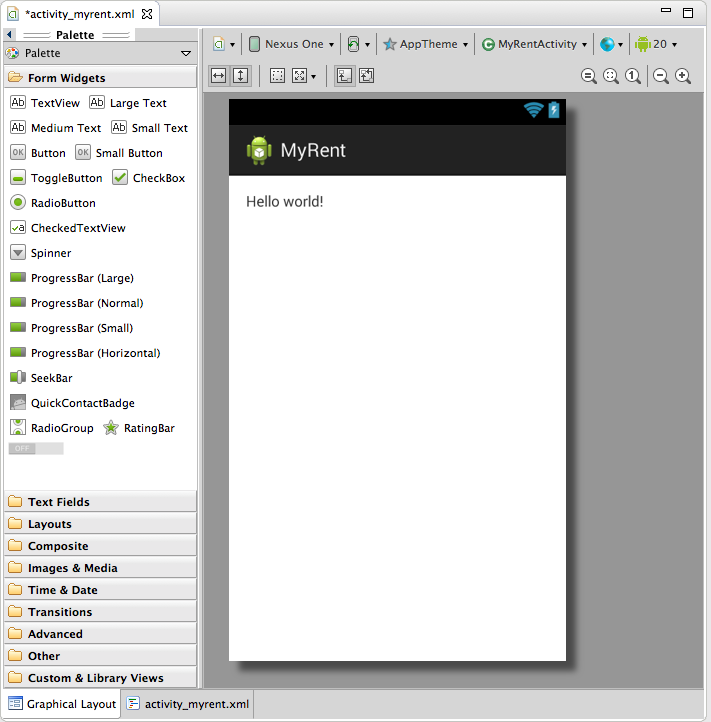 *activity_myrent.xml
Palette
Palette
Form Widgets
Ab TextView Ab Large Text
Ab Medium Text Ab Small Text
OK Button OK Small Button
ToggleButton CheckBox
RadioButton
a CheckedTextView
Spinner
ProgressBar (Large)
ProgressBar (Normal)
ProgressBar (Small)
ProgressBar (Horizontal)
SeekBar
QuickContactBadge
RadioGroup RatingBar
OFF
Text Fields
Layouts
Composite
Images & Media
Time & Date
Transitions
Advanced
Other
Custom & Library Views
Nexus One AppTheme C MyRentActivity 20
1
MyRent
Hello world!
Graphical Layout activity_myrent.xml